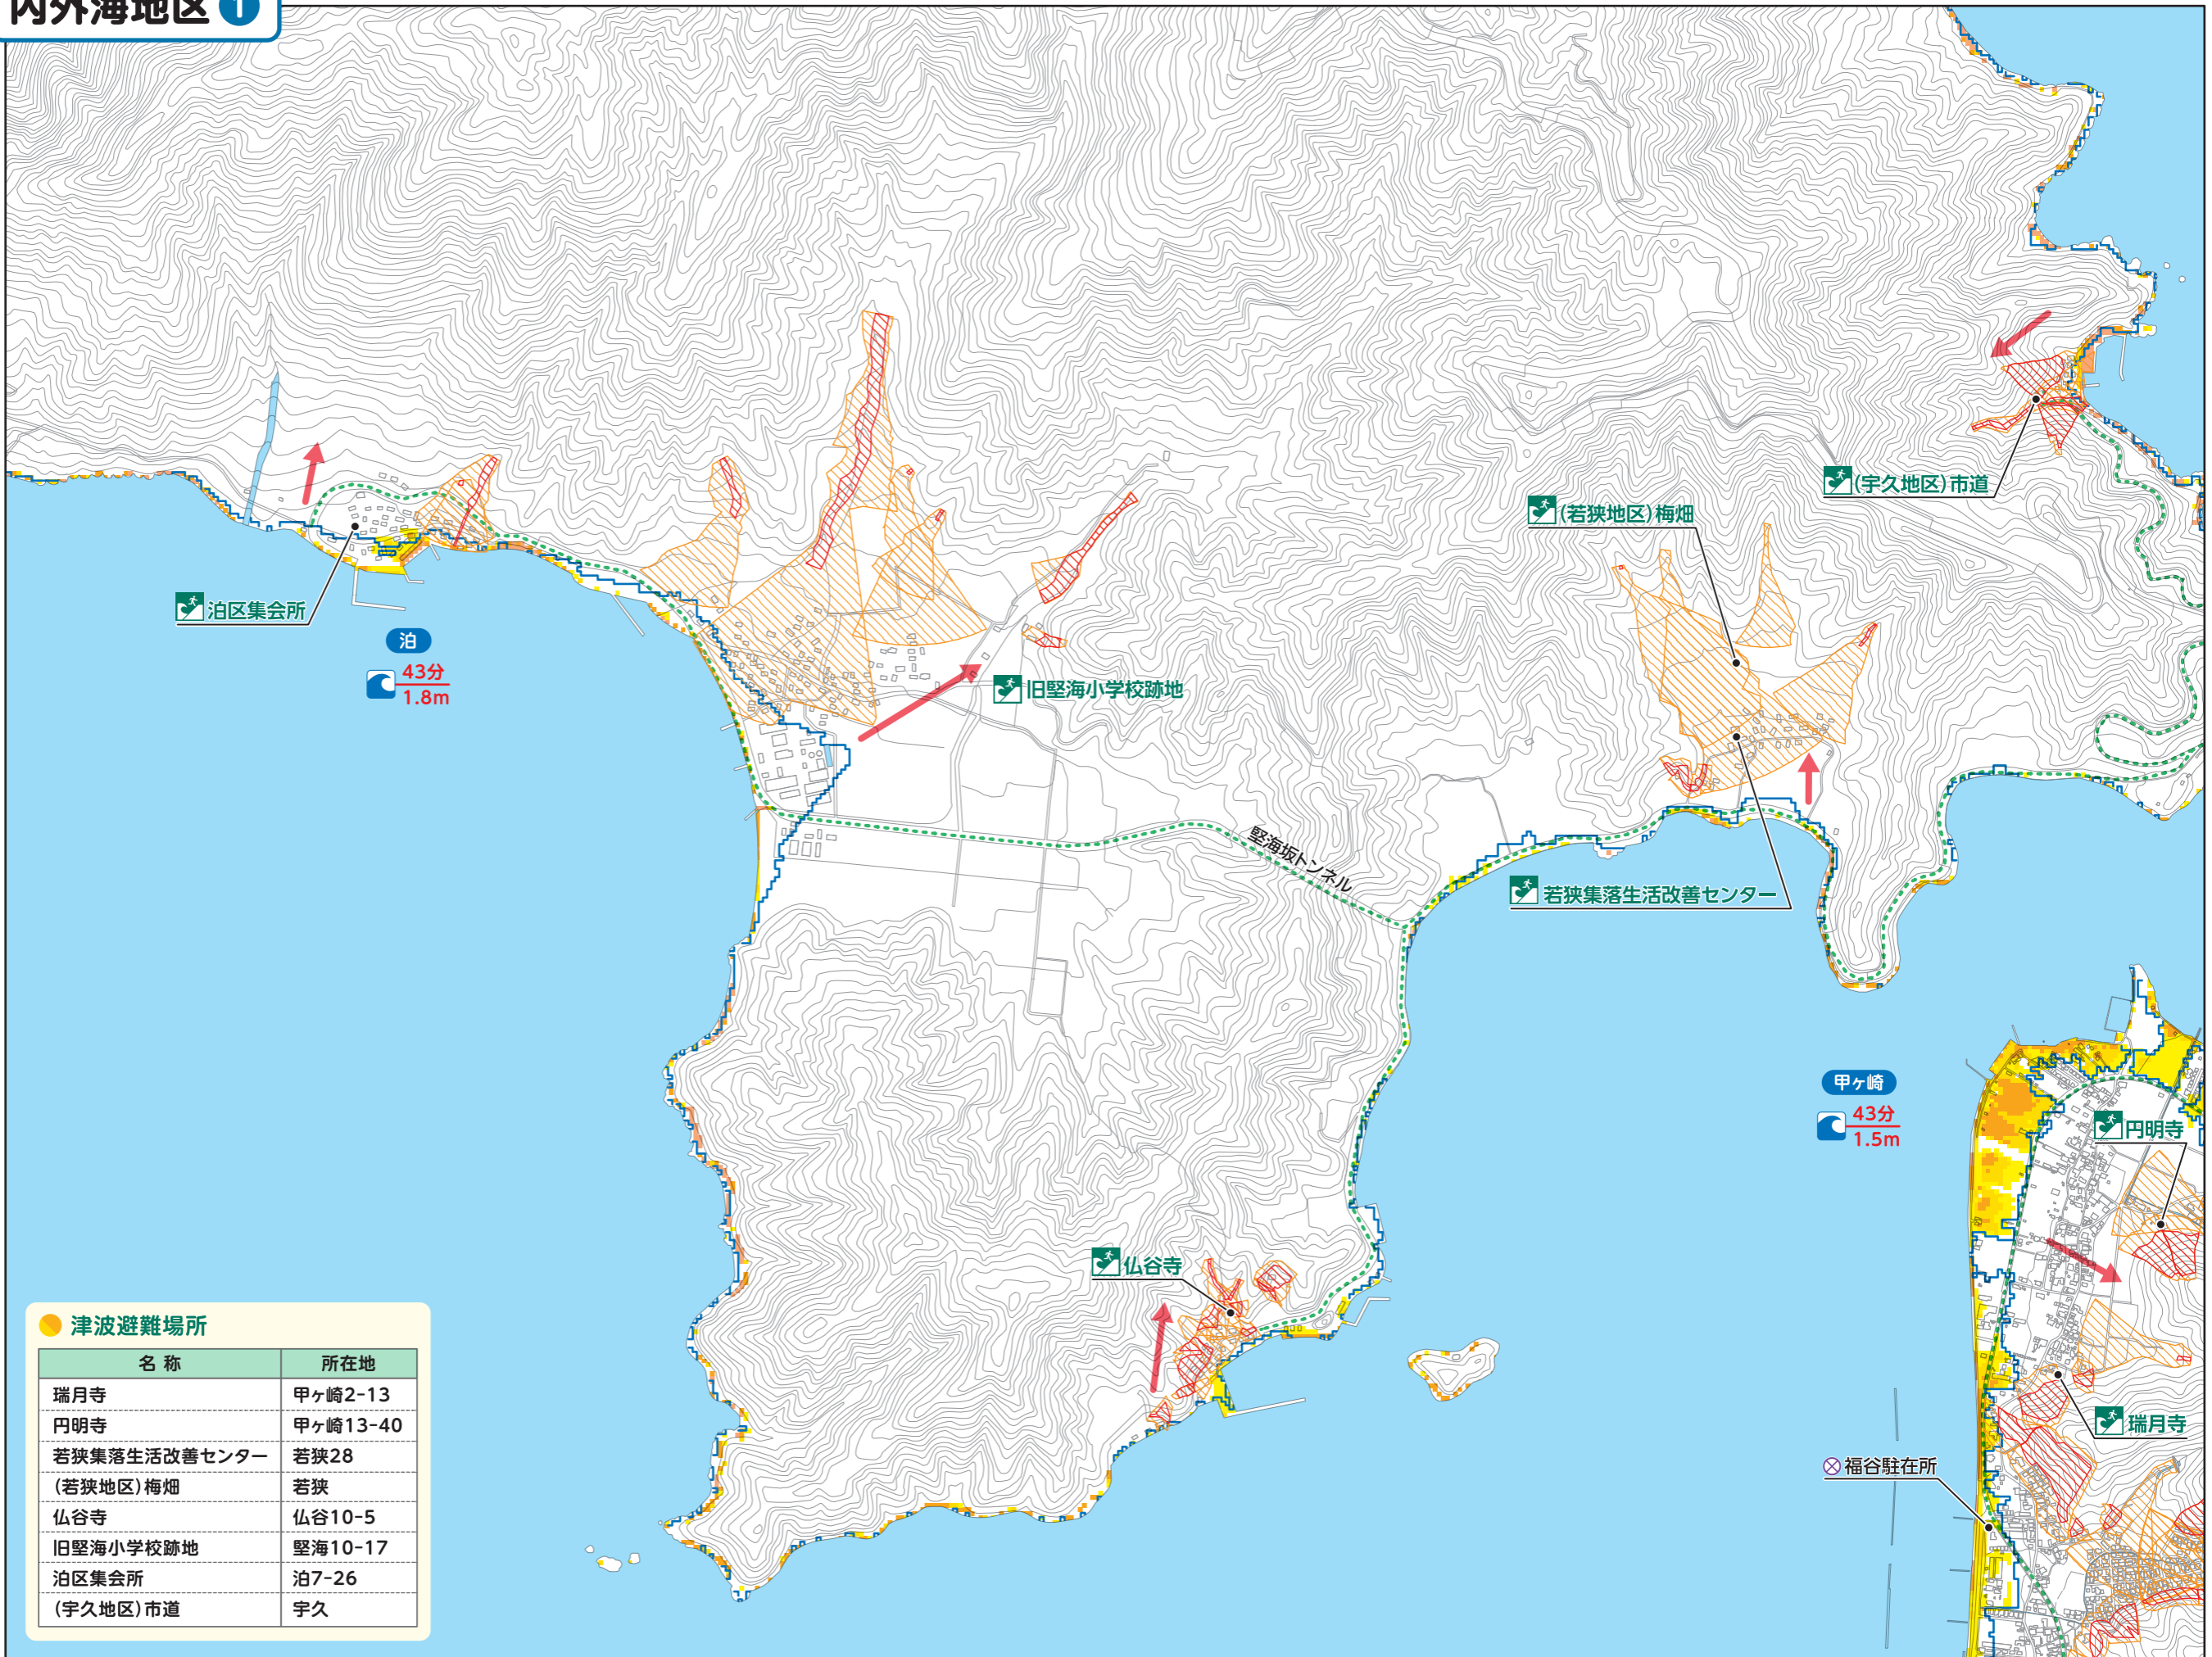 内外海地区 1
(宇久地区)市道
(若狭地区)梅畑
泊区集会所
泊
43分
1.8m
旧堅海小学校跡地
堅海坂トンネル
若狭集落生活改善センター
甲ヶ崎
43分
1.5m
円明寺
仏谷寺
瑞月寺
福谷駐在所
津波避難場所
名 称 所在地
瑞月寺 甲ヶ崎2-13
円明寺 甲ヶ崎13-40
若狭集落生活改善センター 若狭28
(若狭地区)梅畑 若狭
仏谷寺 仏谷10-5
旧堅海小学校跡地 堅海10-17
泊区集会所 泊7-26
(宇久地区)市道 宇久